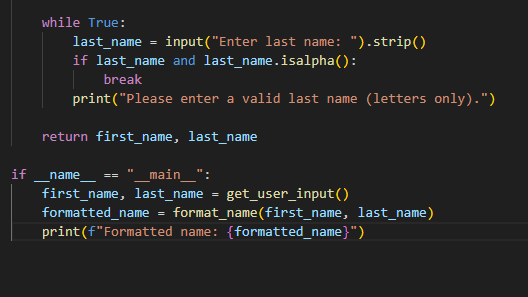 while True:
    last_name = input("Enter last name: ").strip()
    if last_name and last_name.isalpha():
        break
    print("Please enter a valid last name (letters only).")
return first_name, last_name
if __name__ == "__main__":
    first_name, last_name = get_user_input()
    formatted_name = format_name(first_name, last_name)
    print(f"Formatted name: {formatted_name}")